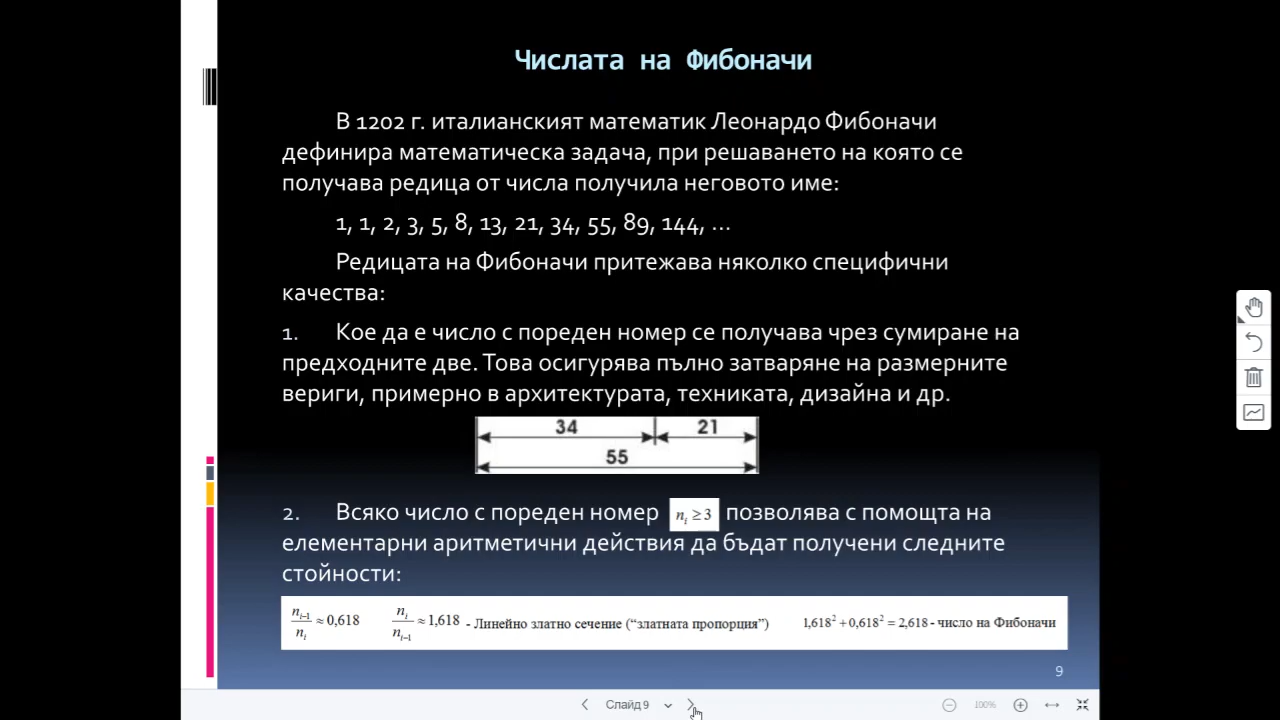 Числата на Фибоначи
В 1202 г. италианският математик Леонардо Фибоначи
дефинира математическа задача, при решаването на която се
получава редица от числа получила неговото име:
1, 1, 2, 3, 5, 8, 13, 21, 34, 55, 89, 144, ...
Редицата на Фибоначи притежава няколко специфични
качества:
1. Кое да е число с пореден номер се получава чрез сумиране на
предходните две. Това осигурява пълно затваряне на размерните
вериги, примерно в архитектурата, техниката, дизайна и др.
34 21
55
2. Всяко число с пореден номер nᵢ ≥ 3 позволява с помощта на
елементарни аритметични действия да бъдат получени следните
стойности:
nᵢ₋₁/nᵢ ≈ 0,618 nᵢ/nᵢ₋₁ ≈ 1,618 - Линейно златно сечение (“златната пропорция”) 1,618² + 0,618² = 2,618 - число на Фибоначи
9
Слайд 9 100%